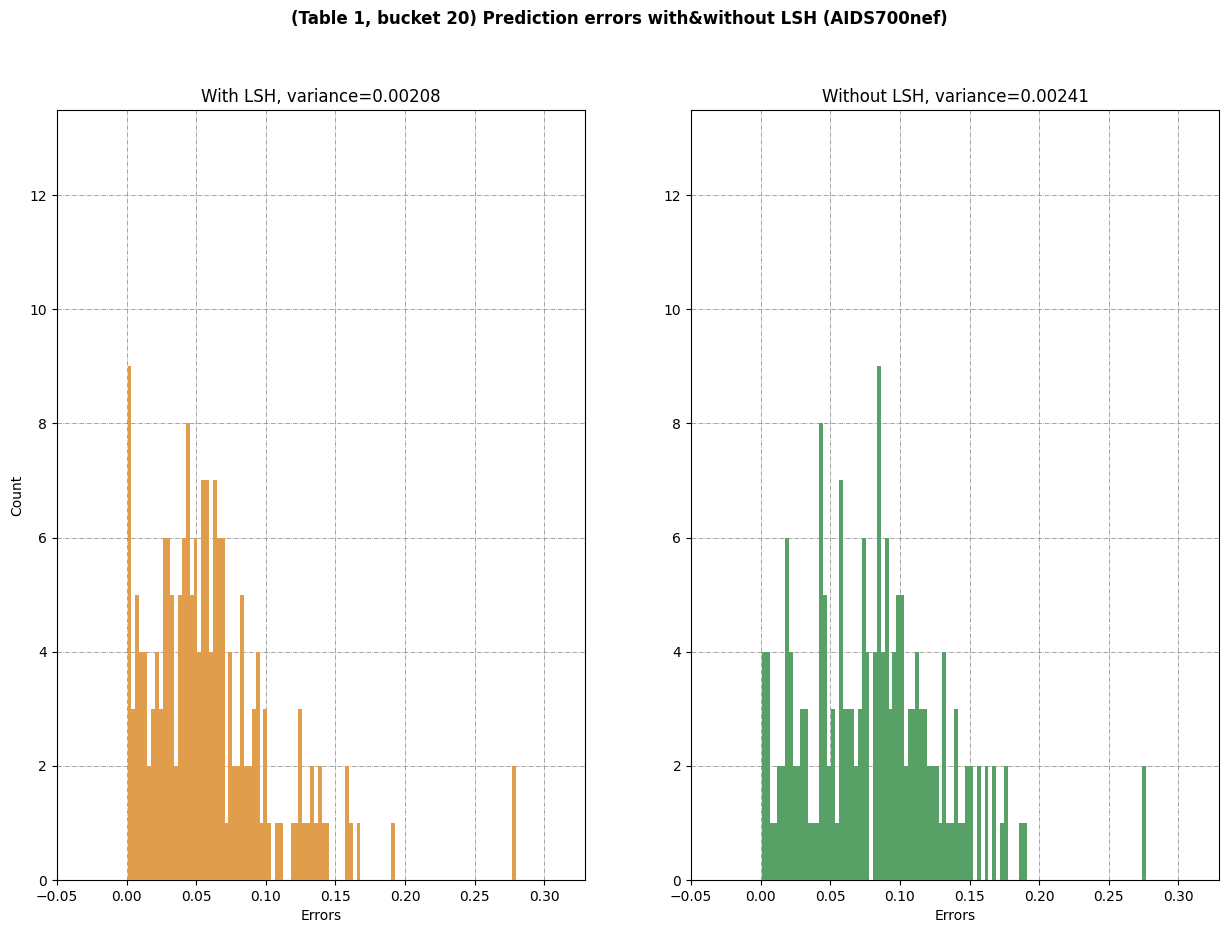 (Table 1, bucket 20) Prediction errors with&without LSH (AIDS700nef)
With LSH, variance=0.00208
12
10
8
6
4
2
0
Count
−0.05 0.00 0.05 0.10 0.15 0.20 0.25 0.30
Errors
Without LSH, variance=0.00241
12
10
8
6
4
2
0
−0.05 0.00 0.05 0.10 0.15 0.20 0.25 0.30
Errors